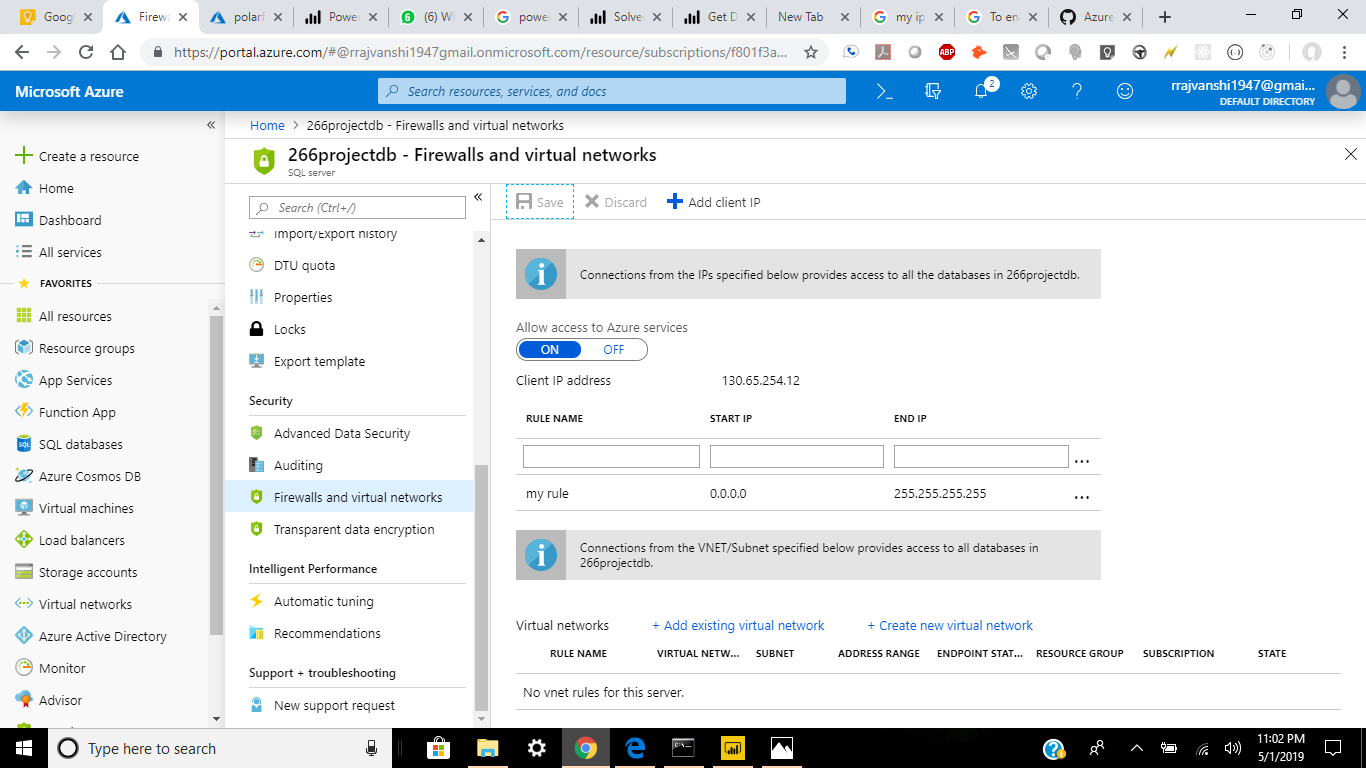 Googl
Firewa
polarf
Power
(6) Wh
power
Solve
Get D
New Tab
my ip
To en
Azure
https://portal.azure.com/#@rrajvanshi1947gmail.onmicrosoft.com/resource/subscriptions/f801f3a...
ABP
Microsoft Azure
Search resources, services, and docs
2
rrajvanshi1947@gmai...
DEFAULT DIRECTORY
Home > 266projectdb - Firewalls and virtual networks
266projectdb - Firewalls and virtual networks
SQL server
Create a resource
Home
Dashboard
All services
FAVORITES
All resources
Resource groups
App Services
Function App
SQL databases
Azure Cosmos DB
Virtual machines
Load balancers
Storage accounts
Virtual networks
Azure Active Directory
Monitor
Advisor
Search (Ctrl+/)
Import/Export history
DTU quota
Properties
Locks
Export template
Security
Advanced Data Security
Auditing
Firewalls and virtual networks
Transparent data encryption
Intelligent Performance
Automatic tuning
Recommendations
Support + troubleshooting
New support request
Save
Discard
Add client IP
Connections from the IPs specified below provides access to all the databases in 266projectdb.
Allow access to Azure services
ON OFF
Client IP address 130.65.254.12
RULE NAME START IP END IP
...
my rule 0.0.0.0 255.255.255.255 ...
Connections from the VNET/Subnet specified below provides access to all databases in
266projectdb.
Virtual networks + Add existing virtual network + Create new virtual network
RULE NAME VIRTUAL NETW... SUBNET ADDRESS RANGE ENDPOINT STAT... RESOURCE GROUP SUBSCRIPTION STATE
No vnet rules for this server.
Type here to search
11:02 PM
5/1/2019